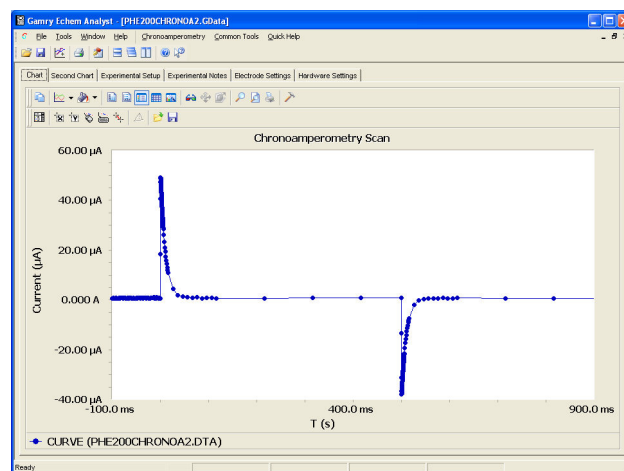 Gamry Echem Analyst - [PHE200CHRONOA2.GData]
File Tools Window Help Chronoamperometry Common Tools Quick Help
Chart Second Chart Experimental Setup Experimental Notes Electrode Settings Hardware Settings
Chronoamperometry Scan
60.00 µA
40.00 µA
20.00 µA
0.000 A
-20.00 µA
-40.00 µA
Current (µA)
-100.0 ms 400.0 ms 900.0 ms
T (s)
CURVE (PHE200CHRONOA2.DTA)
Ready